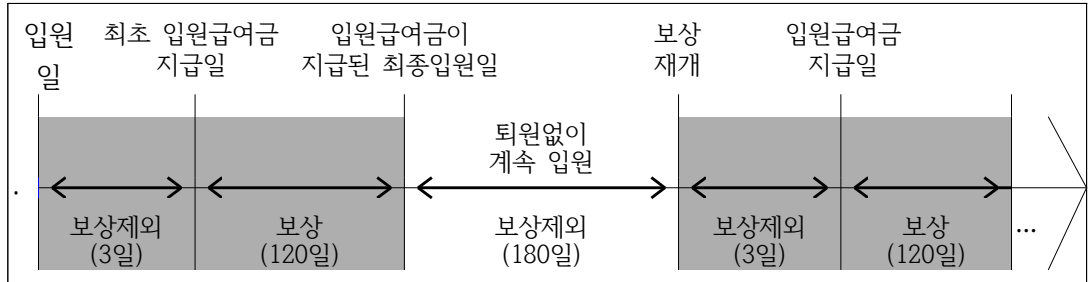 입원
일
최초 입원급여금
지급일
입원급여금이
지급된 최종입원일
보상
재개
입원급여금
지급일
퇴원없이
계속 입원
.
보상제외
(3일)
보상
(120일)
보상제외
(180일)
보상제외
(3일)
보상
(120일)
...